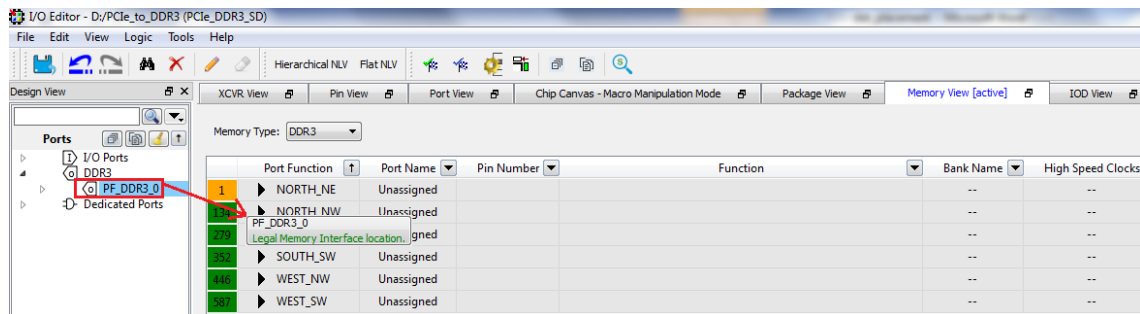 I/O Editor - D:/PCIe_to_DDR3 (PCIe_DDR3_SD)
File Edit View Logic Tools Help
Hierarchical NLV Flat NLV
Design View
XCVR View Pin View Port View Chip Canvas - Macro Manipulation Mode Package View Memory View [active] IOD View
Memory Type: DDR3
Ports
I/O Ports
DDR3
PF_DDR3_0
Dedicated Ports
Port Function Port Name Pin Number Function Bank Name High Speed Clocks
1 NORTH_NE Unassigned -- --
134 NORTH_NW Unassigned -- --
PF_DDR3_0
Legal Memory Interface location.
279 gned -- --
352 SOUTH_SW Unassigned -- --
446 WEST_NW Unassigned -- --
587 WEST_SW Unassigned -- --